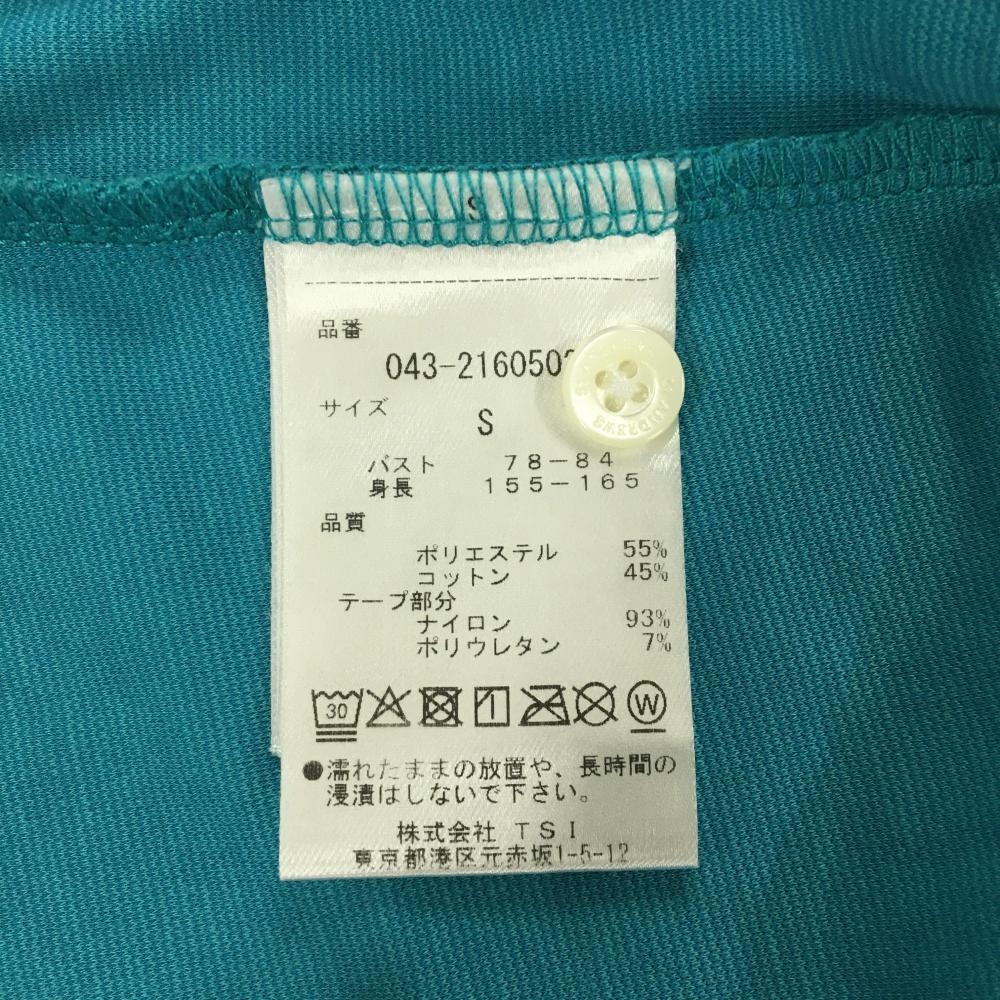 S
品番
043-216050
サイズ
S
バスト 78-84
身長 155-165
品質
ポリエステル 55%
コットン 45%
テープ部分
ナイロン 93%
ポリウレタン 7%
30 W
●濡れたままの放置や、長時間の
浸漬はしないで下さい。
株式会社 TSI
東京都港区元赤坂1-5-12